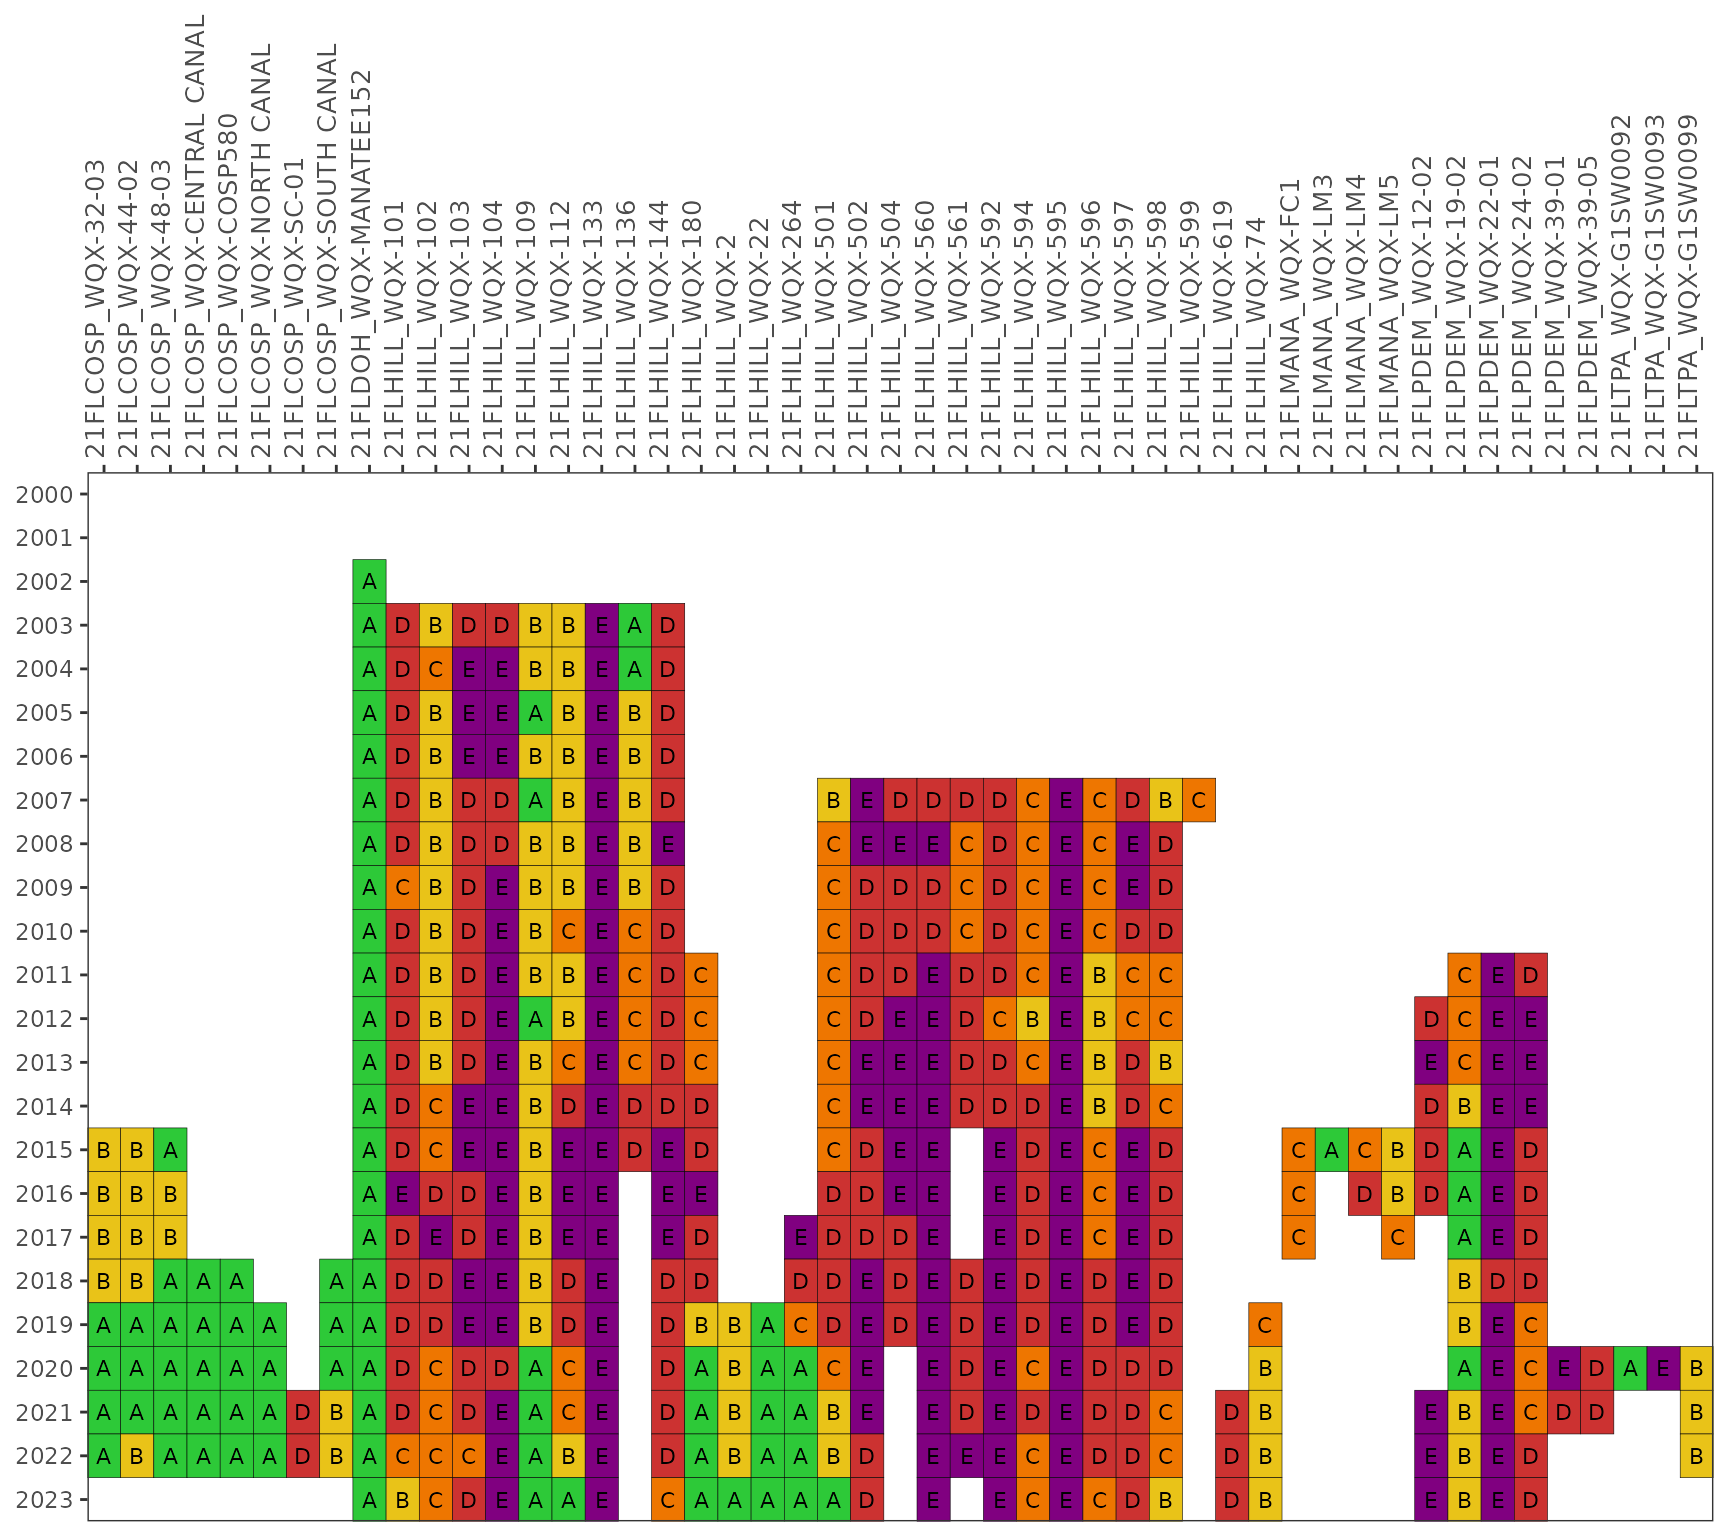 21FLCOSP_WQX-32-03
21FLCOSP_WQX-44-02
21FLCOSP_WQX-48-03
21FLCOSP_WQX-CENTRAL CANAL
21FLCOSP_WQX-COSP580
21FLCOSP_WQX-NORTH CANAL
21FLCOSP_WQX-SC-01
21FLCOSP_WQX-SOUTH CANAL
21FLDOH_WQX-MANATEE152
21FLHILL_WQX-101
21FLHILL_WQX-102
21FLHILL_WQX-103
21FLHILL_WQX-104
21FLHILL_WQX-109
21FLHILL_WQX-112
21FLHILL_WQX-133
21FLHILL_WQX-136
21FLHILL_WQX-144
21FLHILL_WQX-180
21FLHILL_WQX-2
21FLHILL_WQX-22
21FLHILL_WQX-264
21FLHILL_WQX-501
21FLHILL_WQX-502
21FLHILL_WQX-504
21FLHILL_WQX-560
21FLHILL_WQX-561
21FLHILL_WQX-592
21FLHILL_WQX-594
21FLHILL_WQX-595
21FLHILL_WQX-596
21FLHILL_WQX-597
21FLHILL_WQX-598
21FLHILL_WQX-599
21FLHILL_WQX-619
21FLHILL_WQX-74
21FLMANA_WQX-FC1
21FLMANA_WQX-LM3
21FLMANA_WQX-LM4
21FLMANA_WQX-LM5
21FLPDEM_WQX-12-02
21FLPDEM_WQX-19-02
21FLPDEM_WQX-22-01
21FLPDEM_WQX-24-02
21FLPDEM_WQX-39-01
21FLPDEM_WQX-39-05
21FLTPA_WQX-G1SW0092
21FLTPA_WQX-G1SW0093
21FLTPA_WQX-G1SW0099
2000
2001
2002 A
2003 A D B D D B B E A D
2004 A D C E E B B E A D
2005 A D B E E A B E B D
2006 A D B E E B B E B D
2007 A D B D D A B E B D B E D D D D C E C D B C
2008 A D B D D B B E B E C E E E C D C E C E D
2009 A C B D E B B E B D C D D D C D C E C E D
2010 A D B D E B C E C D C D D D C D C E C D D
2011 A D B D E B B E C D C C D D E D D C E B C C C E D
2012 A D B D E A B E C D C C D E E D C B E B C C D C E E
2013 A D B D E B C E C D C C E E E D D C E B D B E C E E
2014 A D C E E B D E D D D C E E E D D D E B D C D B E E
2015 B B A A D C E E B E E D E D C D E E E D E C E D C A C B D A E D
2016 B B B A E D D E B E E E E D D E E E D E C E D C D B D A E D
2017 B B B A D E D E B E E E D E D D D E E D E C E D C C A E D
2018 B B A A A A A D D E E B D E D D D D E D E D E D E D E D B D D
2019 A A A A A A A A D D E E B D E D B B A C D E D E D E D E D E D C B E C
2020 A A A A A A A A D C D D A C E D A B A A C E E D E C E D D D B A E C E D A E B
2021 A A A A A A D B A D C D E A C E D A B A A B E E D E D E D D C D B E B E C D D B
2022 A B A A A A D B A C C C E A B E D A B A A B D E E E C E D D C D B E B E D B
2023 A B C D E A A E C A A A A A D E E C E C D B D B E B E D